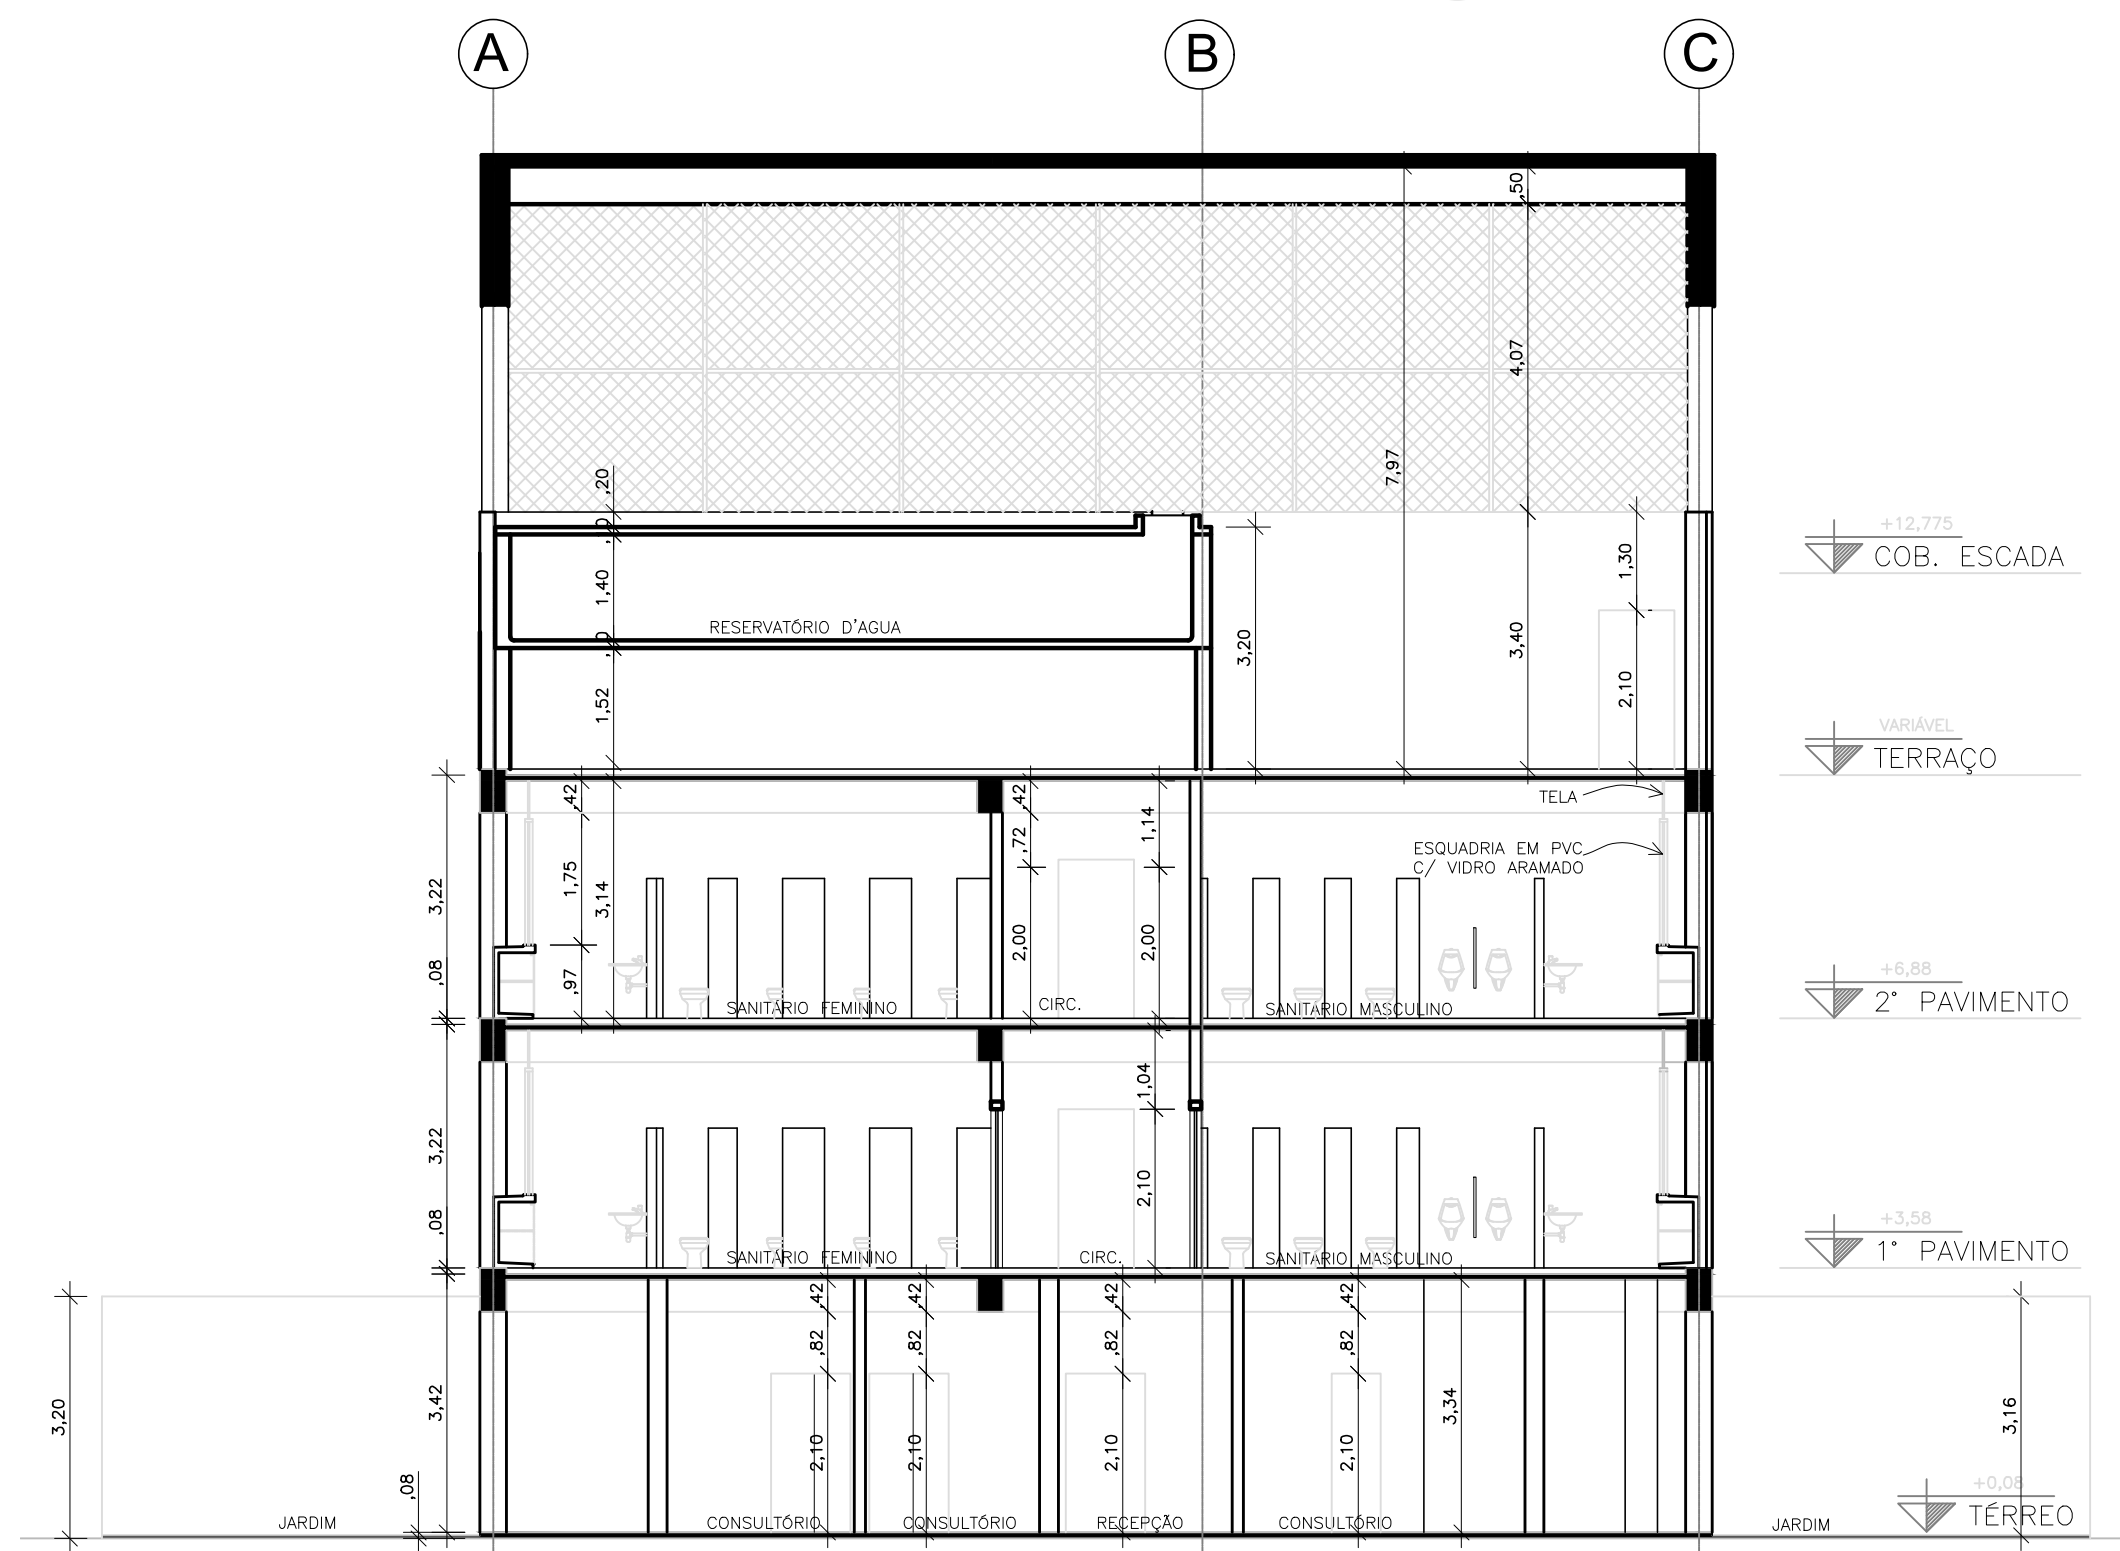 A
B
C
,50
4,07
7,97
,20
1,40
1,52
RESERVATÓRIO D'AGUA
3,20
3,40
1,30
2,10
+12,775
COB. ESCADA
VARIÁVEL
TERRAÇO
3,22
,08
,42
1,75
,97
3,14
,42
,72
2,00
1,14
2,00
TELA
ESQUADRIA EM PVC
C/ VIDRO ARAMADO
SANITÁRIO FEMININO
CIRC.
SANITÁRIO MASCULINO
+6,88
2° PAVIMENTO
3,22
,08
1,04
2,10
SANITÁRIO FEMININO
CIRC.
SANITÁRIO MASCULINO
+3,58
1° PAVIMENTO
3,20
3,42
,08
,42
,82
2,10
,42
,82
2,10
,42
,82
2,10
,42
,82
2,10
3,34
3,16
JARDIM
CONSULTÓRIO
CONSULTÓRIO
RECEPÇÃO
CONSULTÓRIO
JARDIM
+0,08
TÉRREO